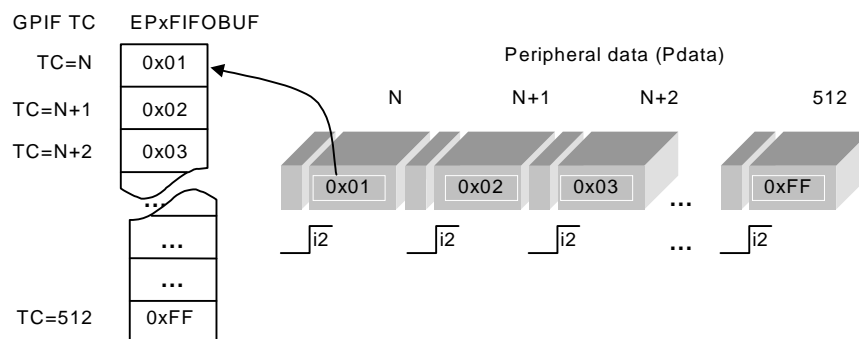 GPIF TC EPxFIFOBUF
Peripheral data (Pdata)
TC=N 0x01
N N+1 N+2 512
TC=N+1 0x02
TC=N+2 0x03
0x01 0x02 0x03 0xFF
...
...
i2 i2 i2 ... i2
...
...
TC=512 0xFF